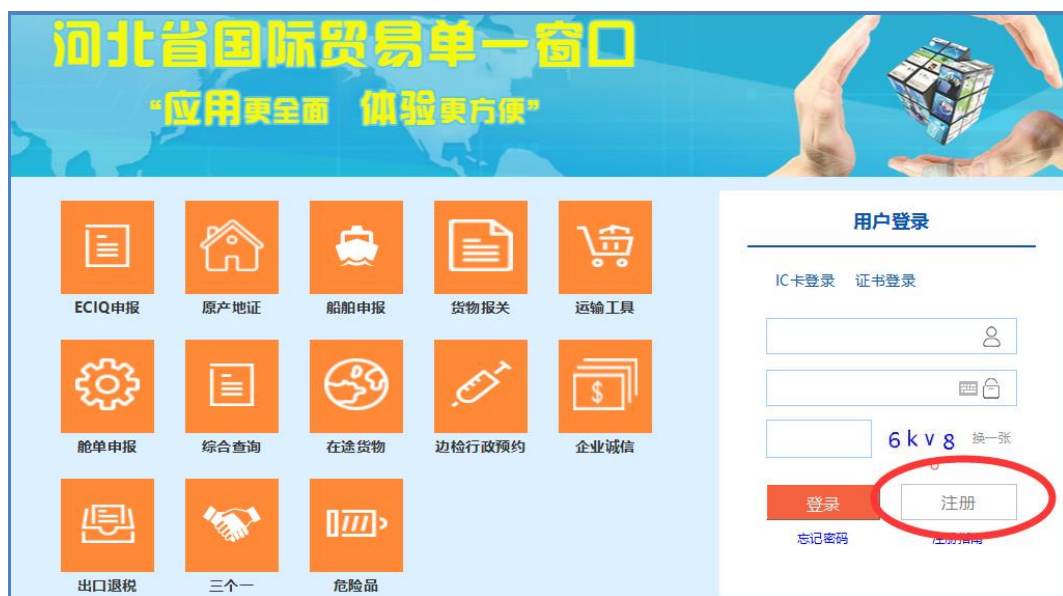 河北省国际贸易单一窗口
“应用更全面 体验更方便”
用户登录
IC卡登录 证书登录
ECIQ申报 原产地证 船舶申报 货物报关 运输工具
舱单申报 综合查询 在途货物 边检行政预约 企业诚信
6kv8 换一张
登录 注册
忘记密码 注册指南
出口退税 三个一 危险品